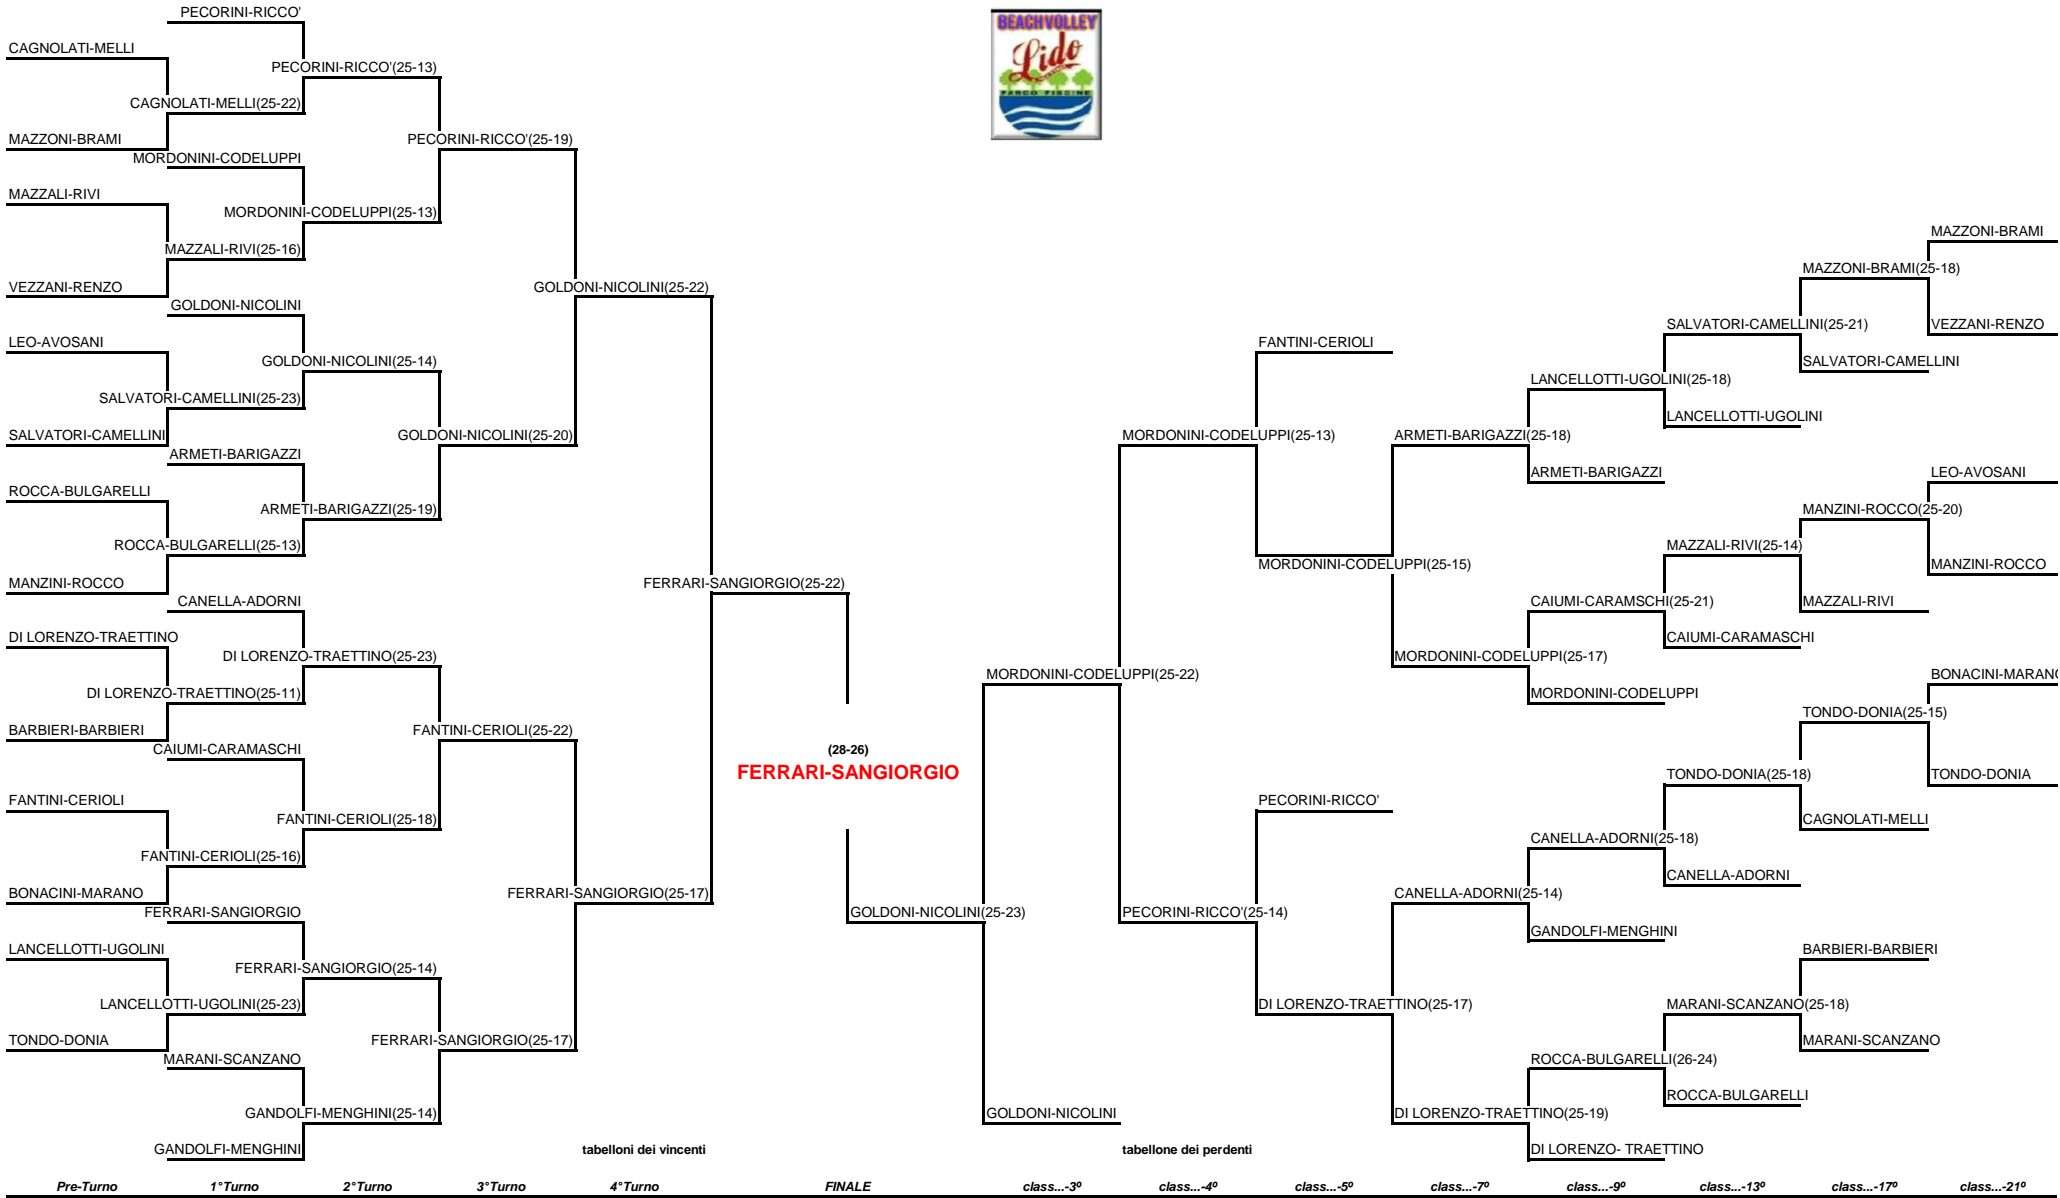 PECORINI-RICCO'
CAGNOLATI-MELLI
PECORINI-RICCO'(25-13)
CAGNOLATI-MELLI(25-22)
MAZZONI-BRAMI
PECORINI-RICCO'(25-19)
MORDONINI-CODELUPPI
MAZZALI-RIVI
MORDONINI-CODELUPPI(25-13)
MAZZALI-RIVI(25-16)
VEZZANI-RENZO
GOLDONI-NICOLINI(25-22)
GOLDONI-NICOLINI
LEO-AVOSANI
GOLDONI-NICOLINI(25-14)
SALVATORI-CAMELLINI(25-23)
SALVATORI-CAMELLINI
GOLDONI-NICOLINI(25-20)
ARMETI-BARIGAZZI
ROCCA-BULGARELLI
ARMETI-BARIGAZZI(25-19)
ROCCA-BULGARELLI(25-13)
MANZINI-ROCCO
FERRARI-SANGIORGIO(25-22)
CANELLA-ADORNI
DI LORENZO-TRAETTINO
DI LORENZO-TRAETTINO(25-23)
DI LORENZO-TRAETTINO(25-11)
BARBIERI-BARBIERI
FANTINI-CERIOLI(25-22)
CAIUMI-CARAMASCHI
FANTINI-CERIOLI
FANTINI-CERIOLI(25-18)
FANTINI-CERIOLI(25-16)
BONACINI-MARANO
FERRARI-SANGIORGIO(25-17)
FERRARI-SANGIORGIO
LANCELLOTTI-UGOLINI
FERRARI-SANGIORGIO(25-14)
LANCELLOTTI-UGOLINI(25-23)
TONDO-DONIA
FERRARI-SANGIORGIO(25-17)
MARANI-SCANZANO
GANDOLFI-MENGHINI(25-14)
GANDOLFI-MENGHINI
tabelloni dei vincenti
BEACHVOLLEY
Lido
PARCO PISCINE
(28-26)
FERRARI-SANGIORGIO
GOLDONI-NICOLINI(25-23)
MORDONINI-CODELUPPI(25-22)
GOLDONI-NICOLINI
MORDONINI-CODELUPPI(25-13)
PECORINI-RICCO'(25-14)
tabellone dei perdenti
FANTINI-CERIOLI
MORDONINI-CODELUPPI(25-15)
PECORINI-RICCO'
DI LORENZO-TRAETTINO(25-17)
ARMETI-BARIGAZZI(25-18)
MORDONINI-CODELUPPI(25-17)
CANELLA-ADORNI(25-14)
DI LORENZO-TRAETTINO(25-19)
LANCELLOTTI-UGOLINI(25-18)
ARMETI-BARIGAZZI
CAIUMI-CARAMSCHI(25-21)
MORDONINI-CODELUPPI
CANELLA-ADORNI(25-18)
GANDOLFI-MENGHINI
ROCCA-BULGARELLI(26-24)
DI LORENZO- TRAETTINO
SALVATORI-CAMELLINI(25-21)
LANCELLOTTI-UGOLINI
MAZZALI-RIVI(25-14)
CAIUMI-CARAMASCHI
TONDO-DONIA(25-18)
CANELLA-ADORNI
MARANI-SCANZANO(25-18)
ROCCA-BULGARELLI
MAZZONI-BRAMI(25-18)
SALVATORI-CAMELLINI
MANZINI-ROCCO(25-20)
MAZZALI-RIVI
TONDO-DONIA(25-15)
CAGNOLATI-MELLI
BARBIERI-BARBIERI
MARANI-SCANZANO
MAZZONI-BRAMI
VEZZANI-RENZO
LEO-AVOSANI
MANZINI-ROCCO
BONACINI-MARANO
TONDO-DONIA
Pre-Turno 1°Turno 2°Turno 3°Turno 4°Turno FINALE class...-3º class...-4º class...-5º class...-7º class...-9º class...-13º class...-17º class...-21º